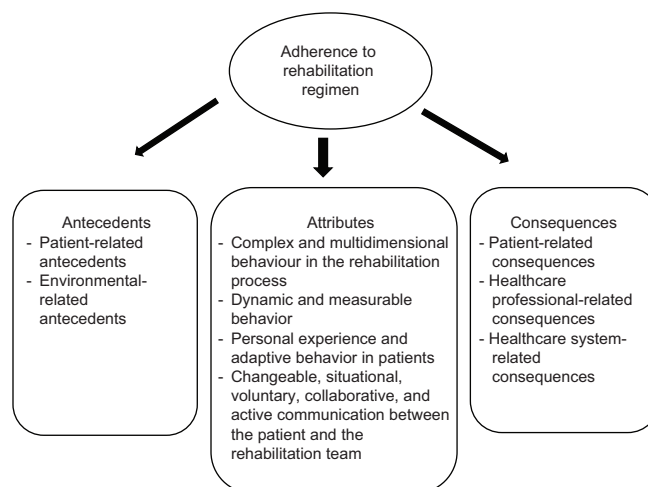 Adherence to
rehabilitation
regimen
Antecedents
- Patient-related
antecedents
- Environmental-
related
antecedents
Attributes
- Complex and multidimensional
behaviour in the rehabilitation
process
- Dynamic and measurable
behavior
- Personal experience and
adaptive behavior in patients
- Changeable, situational,
voluntary, collaborative, and
active communication between
the patient and the
rehabilitation team
Consequences
- Patient-related
consequences
- Healthcare
professional-related
consequences
- Healthcare system-
related
consequences